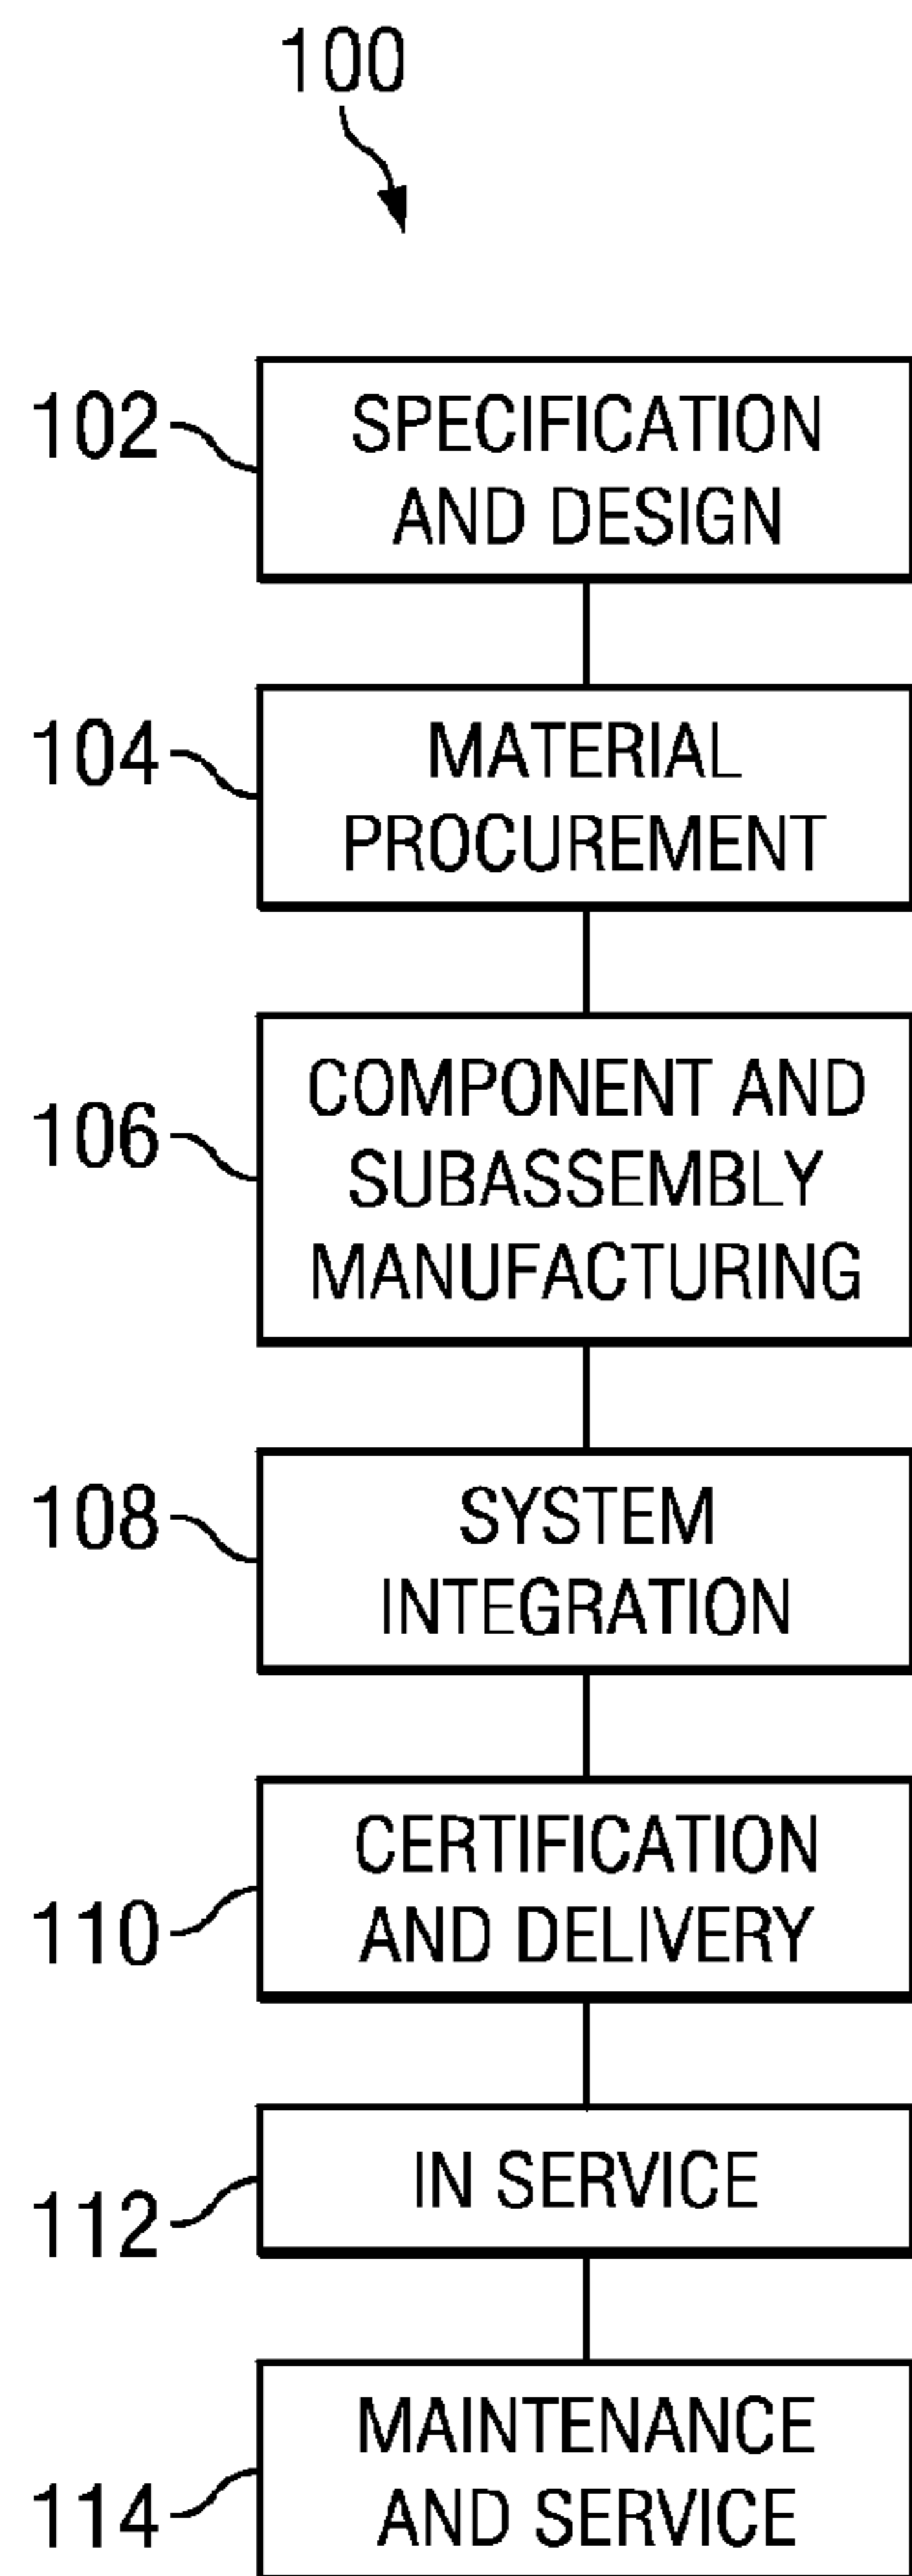 100
102
SPECIFICATION
AND DESIGN
104
MATERIAL
PROCUREMENT
106
COMPONENT AND
SUBASSEMBLY
MANUFACTURING
108
SYSTEM
INTEGRATION
110
CERTIFICATION
AND DELIVERY
112
IN SERVICE
114
MAINTENANCE
AND SERVICE